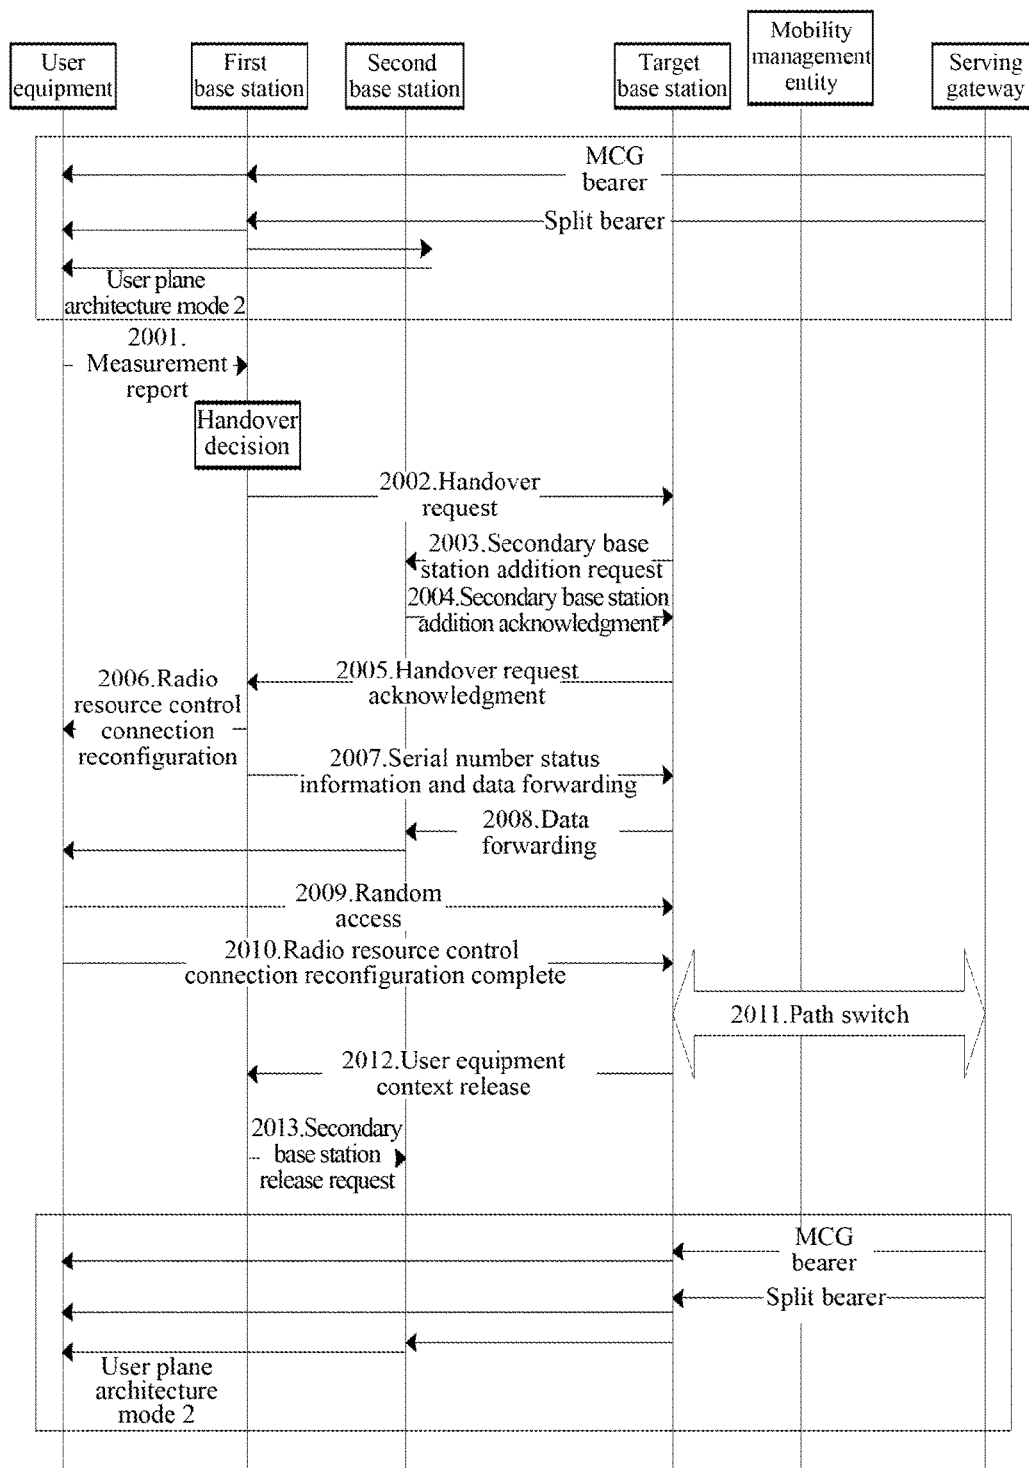 User
equipment
First
base station
Second
base station
Target
base station
Mobility
management
entity
Serving
gateway
MCG
bearer
Split bearer
User plane
architecture mode 2
2001.
Measurement
report
Handover
decision
2002.Handover
request
2003.Secondary base
station addition request
2004.Secondary base station
addition acknowledgment
2005.Handover request
acknowledgment
2006.Radio
resource control
connection
reconfiguration
2007.Serial number status
information and data forwarding
2008.Data
forwarding
2009.Random
access
2010.Radio resource control
connection reconfiguration complete
2011.Path switch
2012.User equipment
context release
2013.Secondary
base station
release request
MCG
bearer
Split bearer
User plane
architecture
mode 2